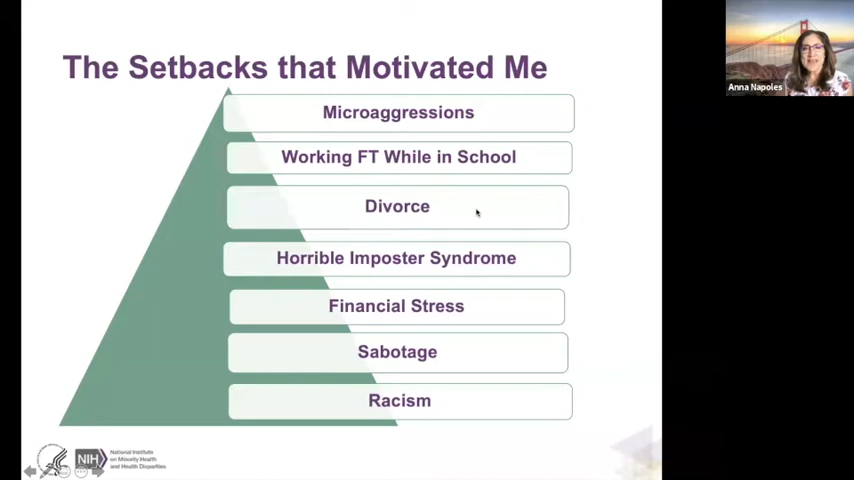 The Setbacks that Motivated Me
Anna Napoles
Microaggressions
Working FT While in School
Divorce
Horrible Imposter Syndrome
Financial Stress
Sabotage
Racism
NIH
National Institute
on Minority Health
and Health Disparities